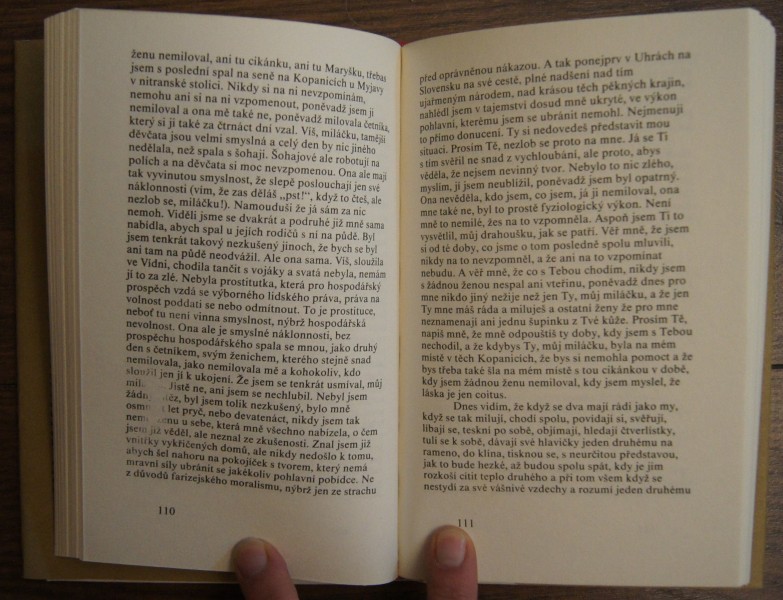 ženu nemiloval, ani tu cikánku, ani tu Maryšku, třebas
jsem s poslední spal na seně na Kopanicích u Myjavy
v nitranské stolici. Nikdy si na ni nevzpomínám,
nemohu ani si na ni vzpomenout, poněvadž jsem ji
nemiloval a ona mě také ne, poněvadž milovala četníka,
který si ji také za čtrnáct dní vzal. Víš, miláčku, tamější
děvčata jsou velmi smyslná a celý den by nic jiného
nedělala, než spala s šohaji. Šohajové ale robotují na
polích a na děvčata si moc nevzpomenou. Ona ale mají
tak vyvinutou smyslnost, že slepě poslouchají jen své
náklonnosti (vím, že zas děláš „pst!“, když to čteš, ale
nezlob se, miláčku!). Namouduši že já sám za nic
nemoh. Viděli jsme se dvakrát a podruhé již mně sama
nabídla, abych spal u jejích rodičů s ní na půdě. Byl
jsem tenkrát takový nezkušený jinoch, že bych se byl
ani tam na půdě neodvážil. Ale ona sama. Víš, sloužila
ve Vídni, chodila tančit s vojáky a svatá nebyla, nemám
jí to za zlé. Nebyla prostitutka, která pro hospodářský
prospěch vzdá se výborného lidského práva, práva na
volnost poddati se nebo odmítnout. To je prostituce,
neboť tu není vinna smyslnost, nýbrž hospodářská
nevolnost. Ona ale je smyslné náklonnosti, bez
prospěchu hospodářského spala se mnou, jako druhý
den s četníkem, svým ženichem, kterého stejně snad
nemilovala, jako nemilovala mě a kohokoliv, kdo
sloužil jen jí k ukojení. Že jsem se tenkrát usmíval, můj
Jistě ne, ani jsem se nechlubil. Nebyl jsem
byl jsem tolik nezkušený, bylo mně
let pryč, nebo devatenáct, nikdy jsem tak
u sebe, která mně všechno nabízela, o čem
jsem již věděl, ale neznal ze zkušenosti. Znal jsem již
vnitřky vykřičených domů, ale nikdy nedošlo k tomu,
abych šel nahoru na pokojíček s tvorem, který nemá
mravní síly ubránit se jakékoliv pohlavní pobídce. Ne
z důvodů farizejského moralismu, nýbrž jen ze strachu
110
před oprávněnou nákazou. A tak ponejprv v Uhrách na
Slovensku na své cestě, plné nadšení nad tím
ujařmeným národem, nad krásou těch pěkných krajin,
nahlédl jsem v tajemství dosud mně ukryté, ve výkon
pohlavní, kterému jsem se ubránit nemohl. Nejmenuji
to přímo donucení. Ty si nedovedeš představit mou
situaci. Prosím Tě, nezlob se proto na mne. Já se Ti
s tím svěřil ne snad z vychloubání, ale proto, abys
věděla, že nejsem nevinný tvor. Nebylo to nic zlého,
myslím, jí jsem neublížil, poněvadž jsem byl opatrný.
Ona nevěděla, kdo jsem, co jsem, já ji nemiloval, ona
mne také ne, byl to prostě fyziologický výkon. Není
mně to nemilé, žes na to vzpomněla. Aspoň jsem Ti to
vysvětlil, můj drahoušku, jak se patří. Věř mně, že jsem
si od té doby, co jsme o tom posledně spolu mluvili,
nikdy na to nevzpomněl, a že ani na to vzpomínat
nebudu. A věř mně, že co s Tebou chodím, nikdy jsem
s žádnou ženou nespal ani vteřinu, poněvadž dnes pro
mne nikdo jiný nežije než jen Ty, můj miláčku, a že jen
Ty mne máš ráda a miluješ a ostatní ženy že pro mne
neznamenají ani jednu šupinku z Tvé kůže. Prosím Tě,
napiš mně, že mně odpouštíš ty doby, kdy jsem s Tebou
nechodil, a že kdybys Ty, můj miláčku, byla na mém
místě v těch Kopanicích, že bys si nemohla pomoct a že
bys třeba také šla na mém místě s tou cikánkou v době,
kdy jsem žádnou ženu nemiloval, kdy jsem myslel, že
láska je jen coitus.
Dnes vidím, že když se dva mají rádi jako my,
když se tak milují, chodí spolu, povídají si, svěřují,
líbají se, teskní po sobě, objímají, hledají čtverlístky,
tulí se k sobě, dávají své hlavičky jeden druhému na
rameno, do klína, tisknou se, s neurčitou představou,
jak to bude hezké, až budou spolu spát, kdy je jim
rozkoší cítit teplo druhého a při tom všem když se
nestydí za své vášnivé vzdechy a rozumí jeden druhému
111